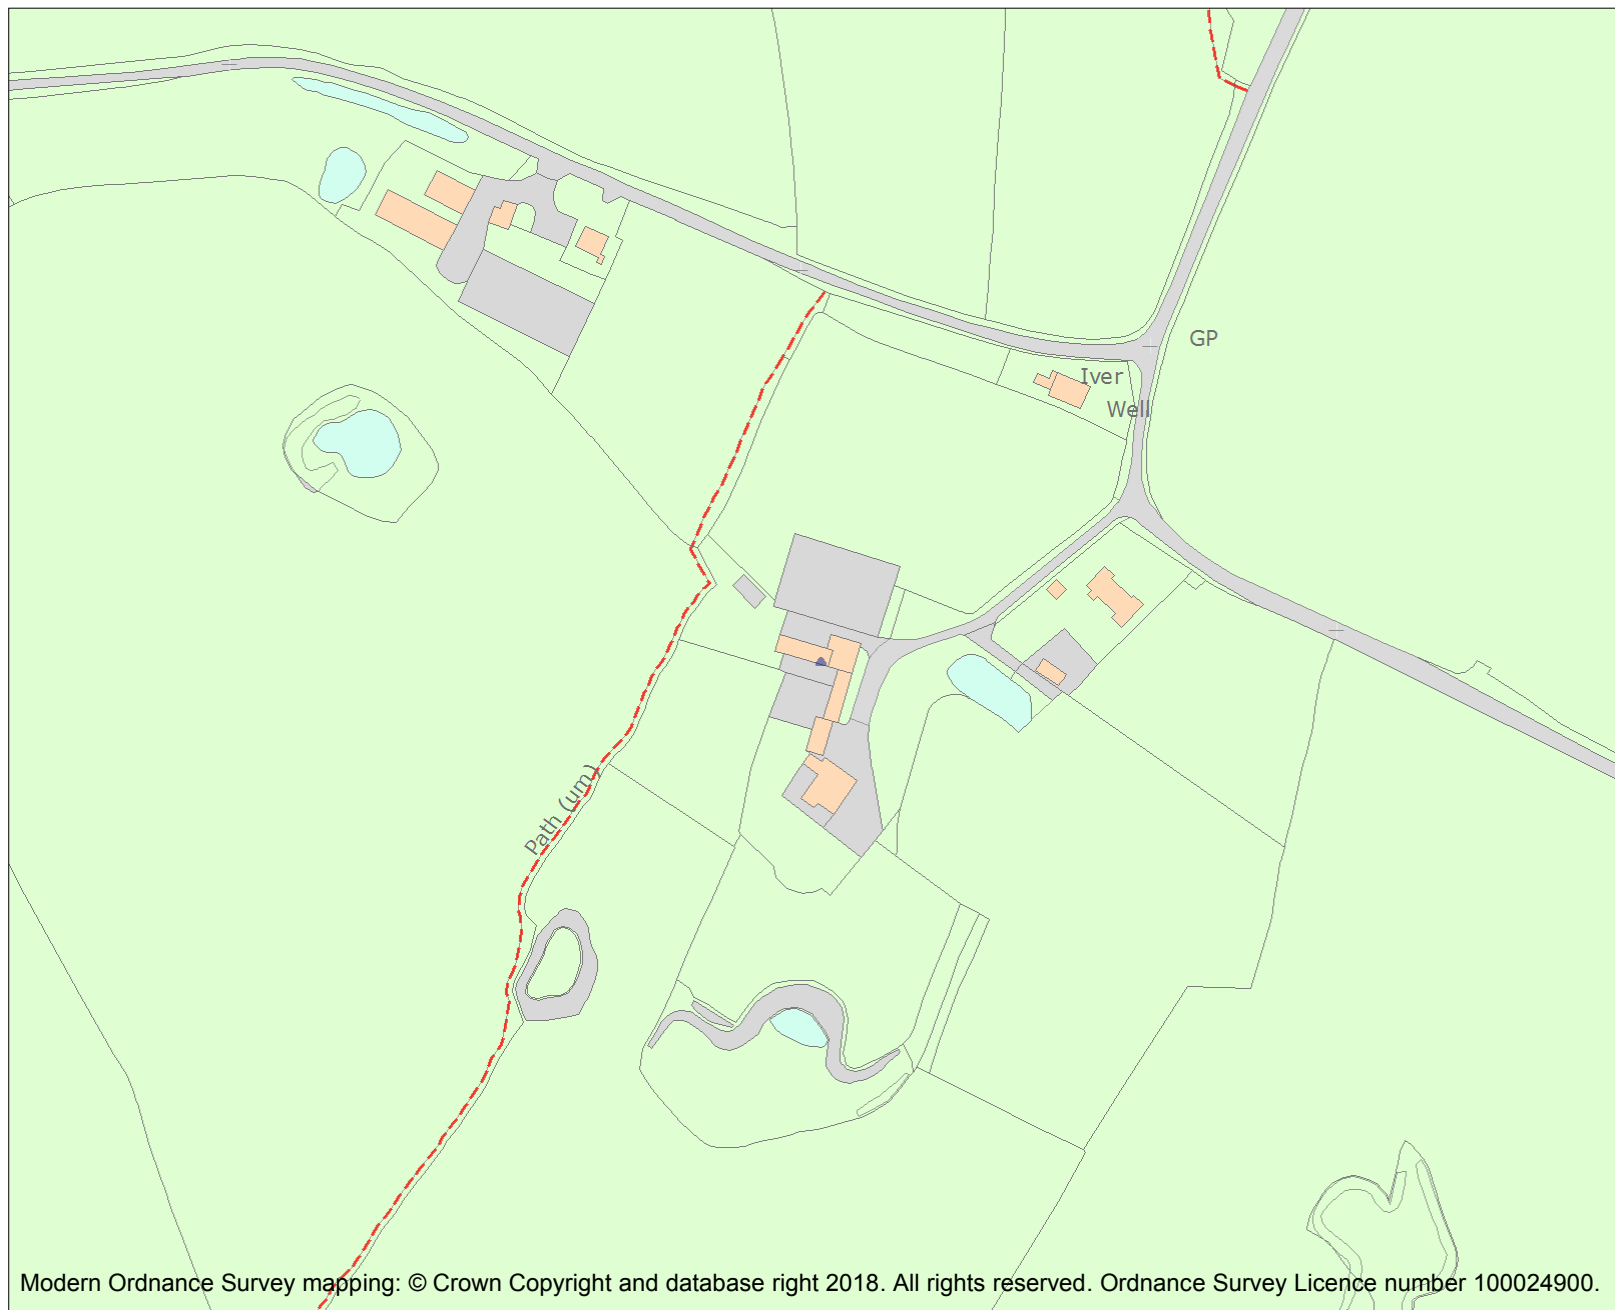 GP
Iver
Well
Path (um)
Modern Ordnance Survey mapping: © Crown Copyright and database right 2018. All rights reserved. Ordnance Survey Licence number 100024900.